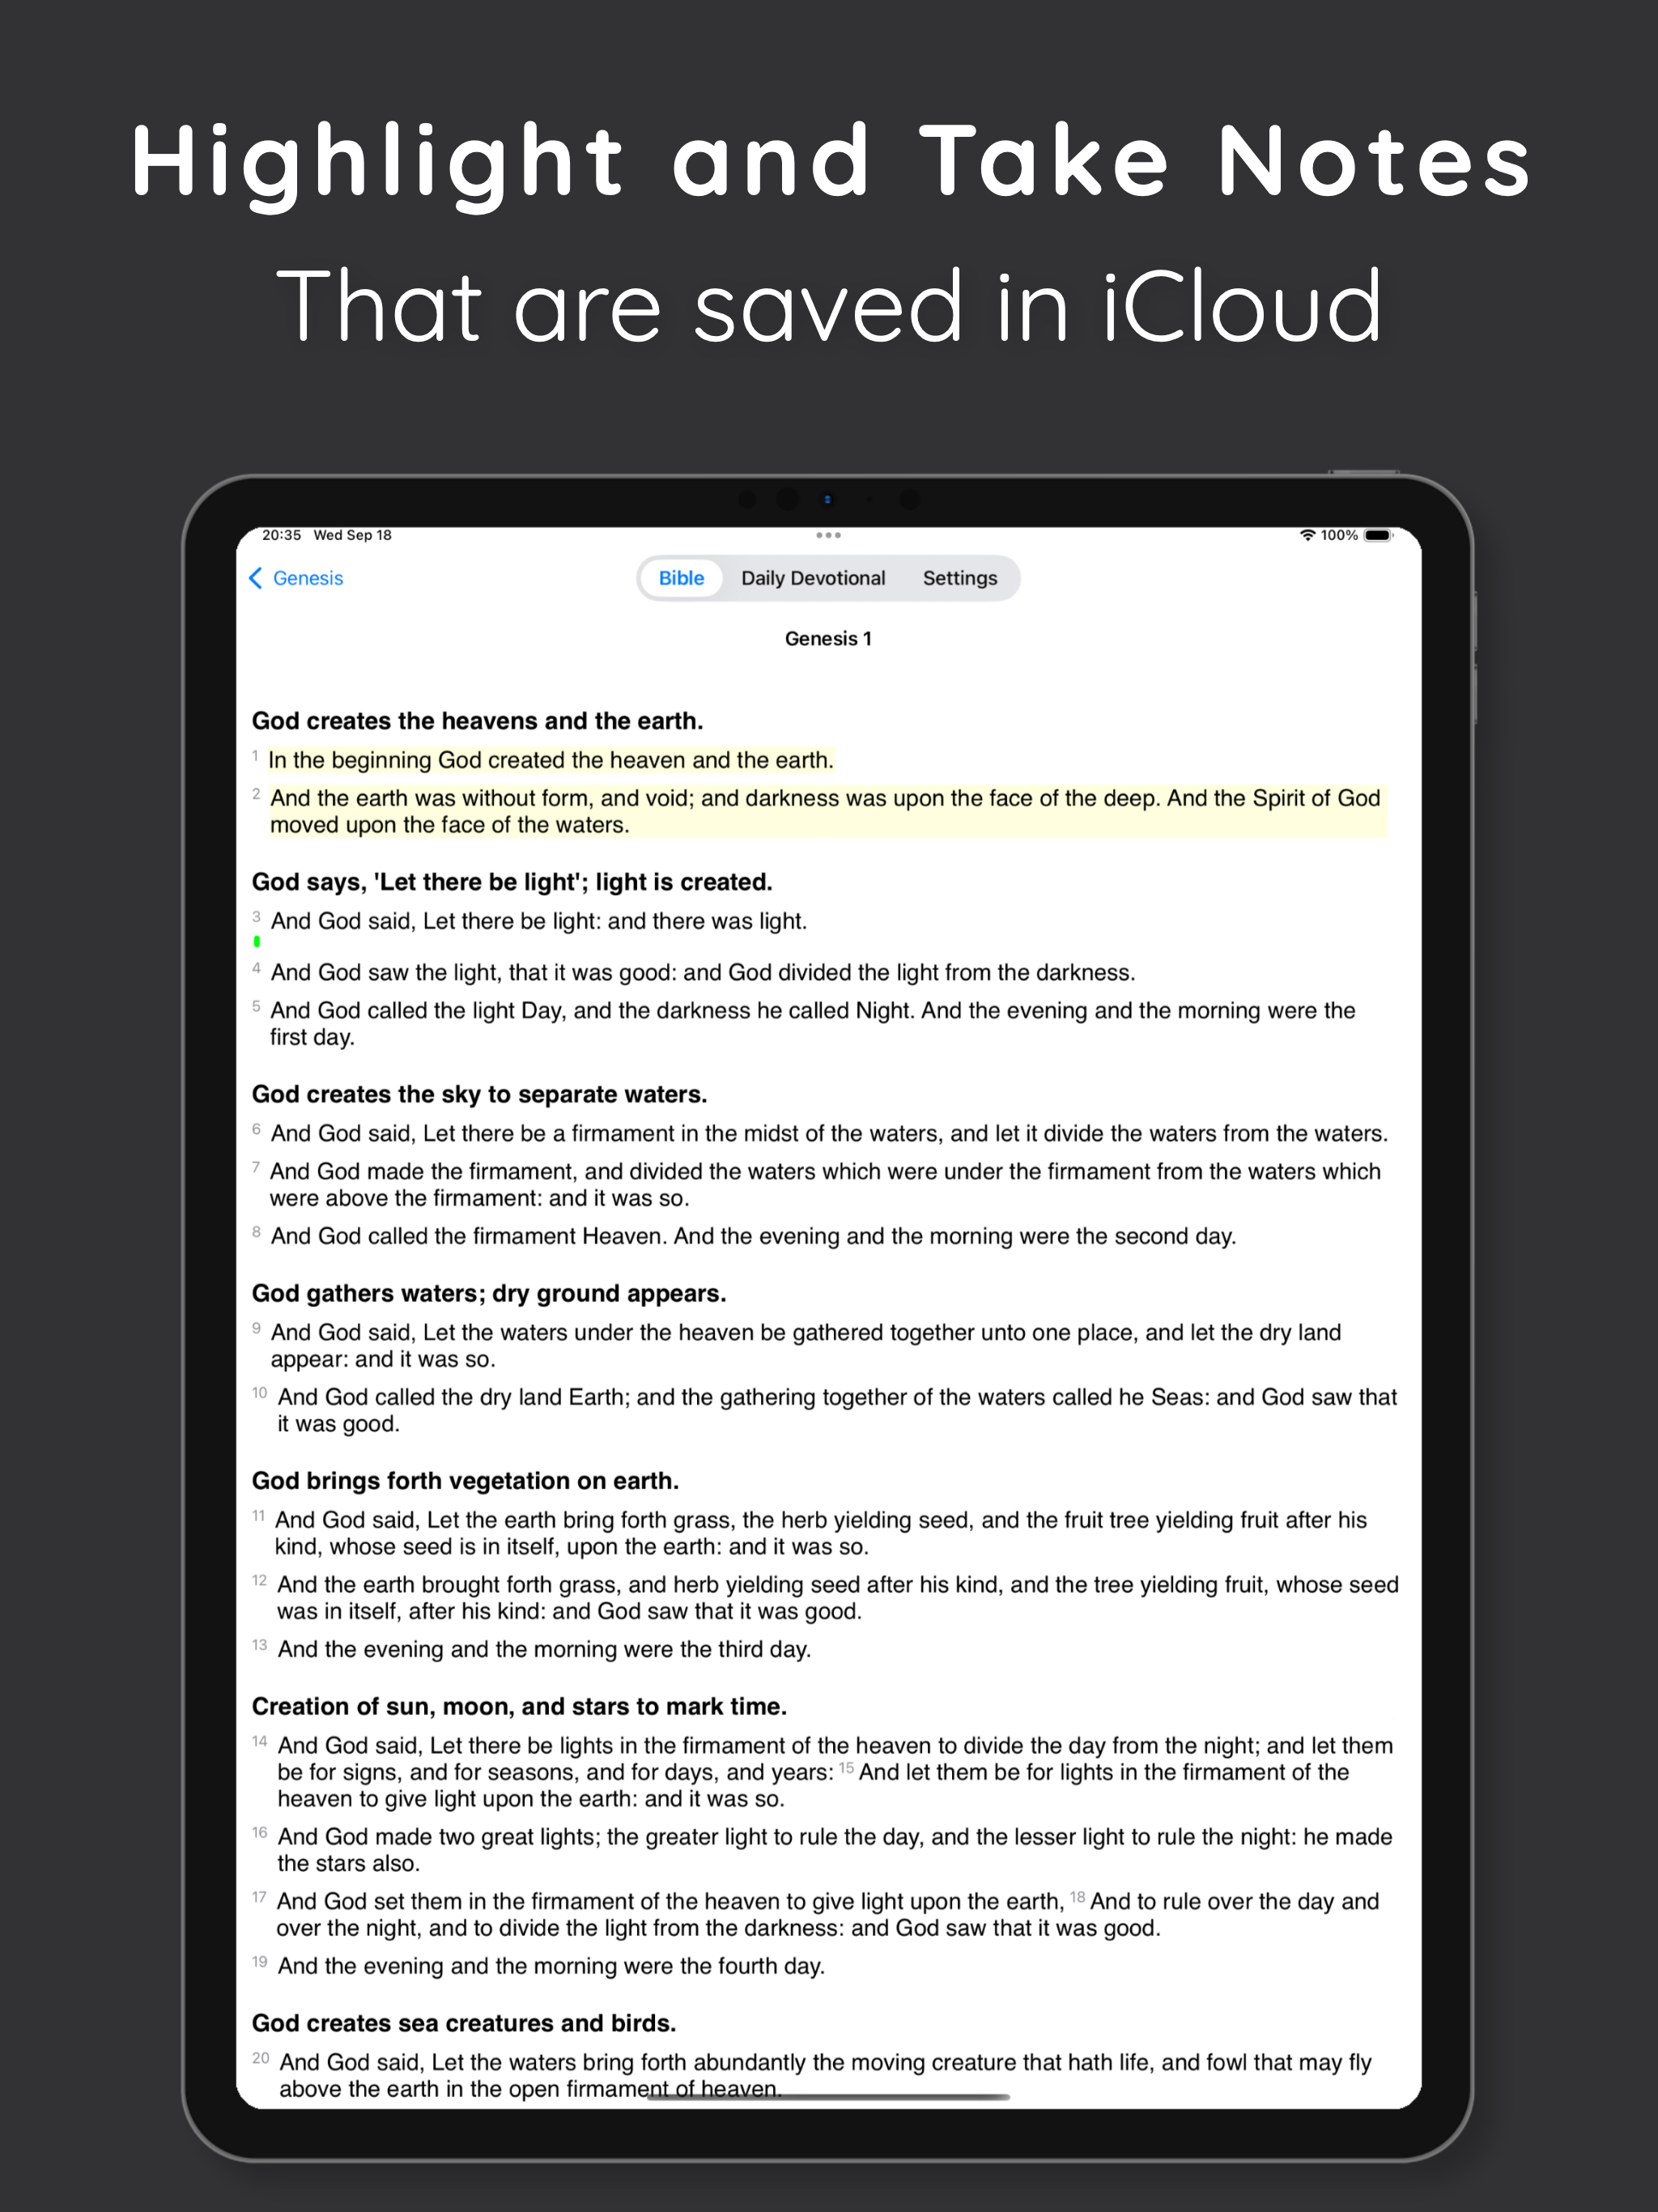 Highlight and Take Notes
That are saved in iCloud
20:35 Wed Sep 18
100%
Genesis
Bible Daily Devotional Settings
Genesis 1
God creates the heavens and the earth.
1 In the beginning God created the heaven and the earth.
2 And the earth was without form, and void; and darkness was upon the face of the deep. And the Spirit of God
moved upon the face of the waters.
God says, 'Let there be light'; light is created.
3 And God said, Let there be light: and there was light.
4 And God saw the light, that it was good: and God divided the light from the darkness.
5 And God called the light Day, and the darkness he called Night. And the evening and the morning were the
first day.
God creates the sky to separate waters.
6 And God said, Let there be a firmament in the midst of the waters, and let it divide the waters from the waters.
7 And God made the firmament, and divided the waters which were under the firmament from the waters which
were above the firmament: and it was so.
8 And God called the firmament Heaven. And the evening and the morning were the second day.
God gathers waters; dry ground appears.
9 And God said, Let the waters under the heaven be gathered together unto one place, and let the dry land
appear: and it was so.
10 And God called the dry land Earth; and the gathering together of the waters called he Seas: and God saw that
it was good.
God brings forth vegetation on earth.
11 And God said, Let the earth bring forth grass, the herb yielding seed, and the fruit tree yielding fruit after his
kind, whose seed is in itself, upon the earth: and it was so.
12 And the earth brought forth grass, and herb yielding seed after his kind, and the tree yielding fruit, whose seed
was in itself, after his kind: and God saw that it was good.
13 And the evening and the morning were the third day.
Creation of sun, moon, and stars to mark time.
14 And God said, Let there be lights in the firmament of the heaven to divide the day from the night; and let them
be for signs, and for seasons, and for days, and years: 15 And let them be for lights in the firmament of the
heaven to give light upon the earth: and it was so.
16 And God made two great lights; the greater light to rule the day, and the lesser light to rule the night: he made
the stars also.
17 And God set them in the firmament of the heaven to give light upon the earth, 18 And to rule over the day and
over the night, and to divide the light from the darkness: and God saw that it was good.
19 And the evening and the morning were the fourth day.
God creates sea creatures and birds.
20 And God said, Let the waters bring forth abundantly the moving creature that hath life, and fowl that may fly
above the earth in the open firmament of heaven.